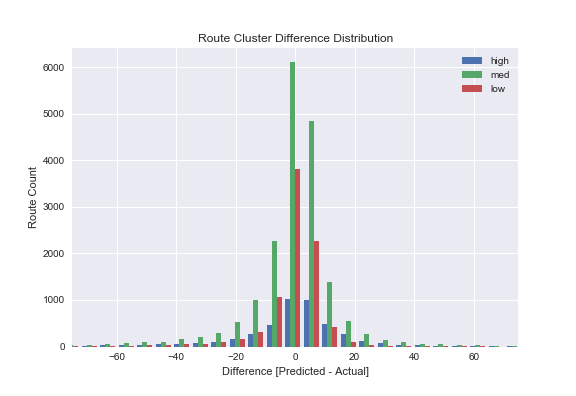 Route Cluster Difference Distribution
high
med
low
6000
5000
4000
3000
2000
1000
0
Route Count
−60 −40 −20 0 20 40 60
Difference [Predicted - Actual]